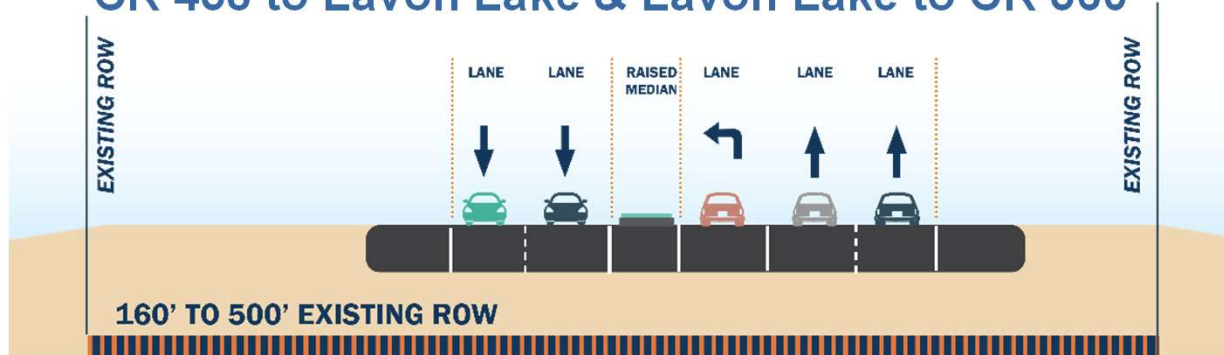 to Lavon Lake & Lavon Lake to
EXISTING ROW
LANE
LANE
RAISED
MEDIAN
LANE
LANE
LANE
EXISTING ROW
160' TO 500' EXISTING ROW